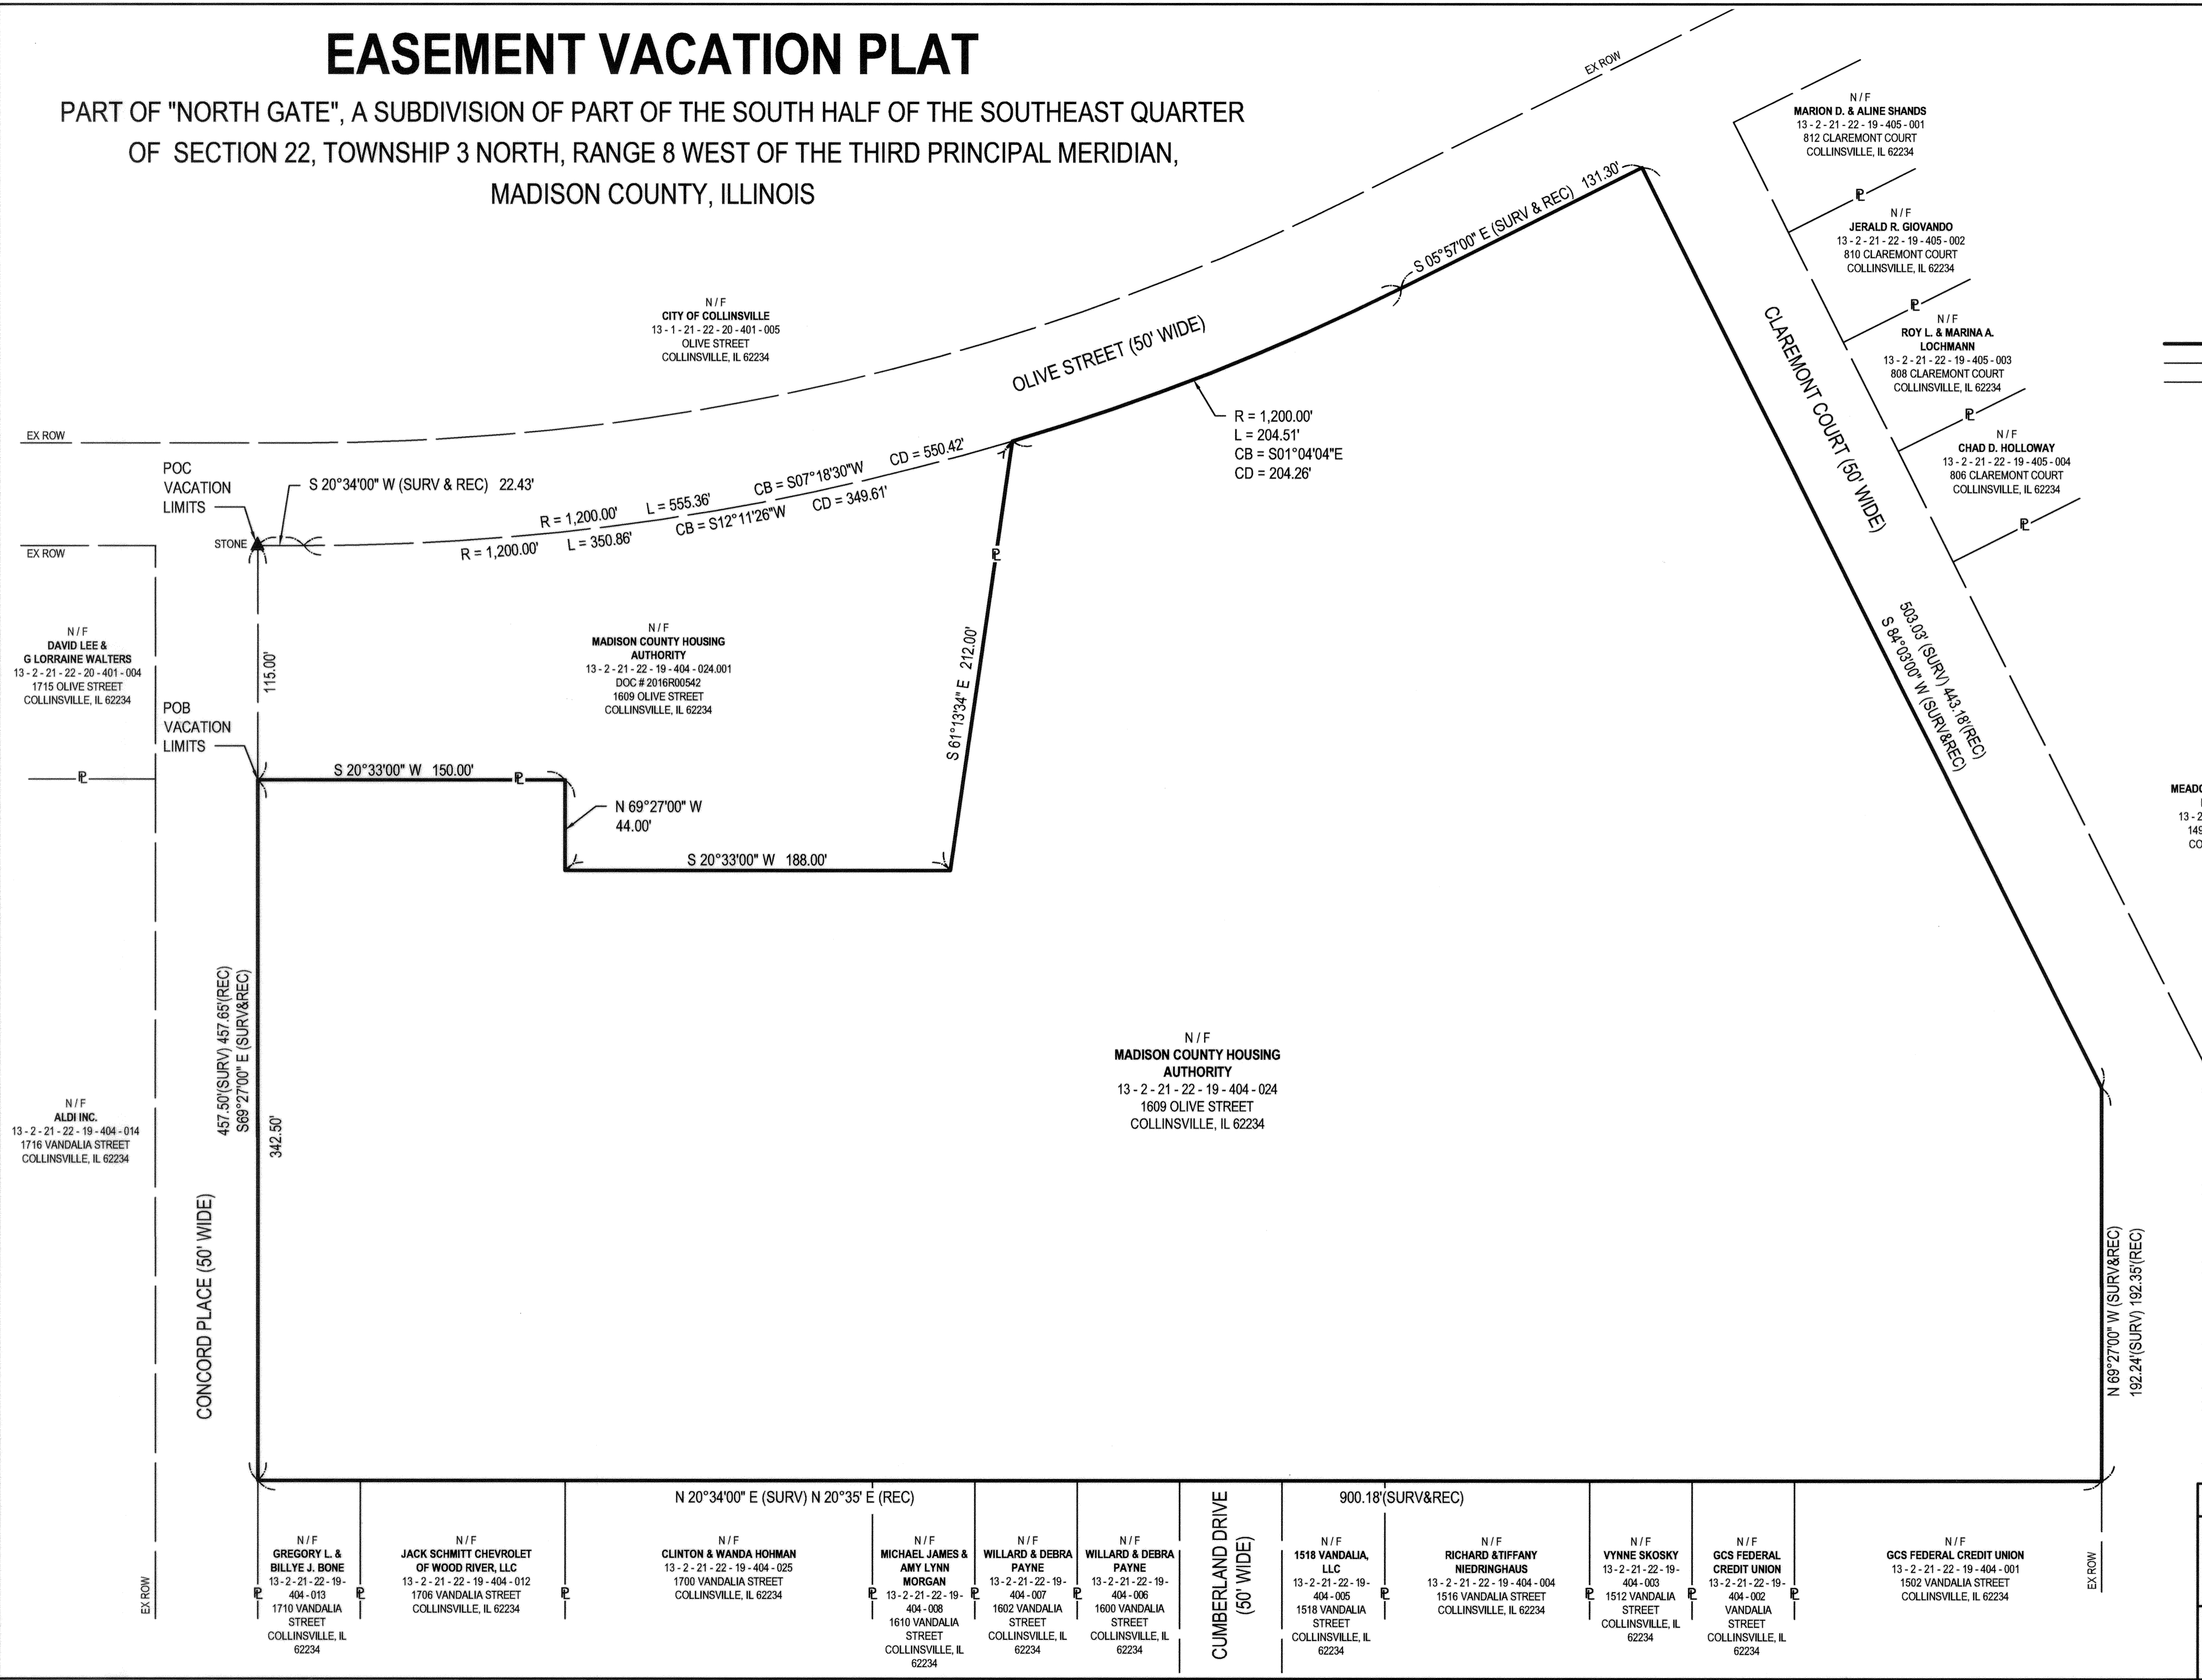 EASEMENT VACATION PLAT
PART OF "NORTH GATE", A SUBDIVISION OF PART OF THE SOUTH HALF OF THE SOUTHEAST QUARTER
OF SECTION 22, TOWNSHIP 3 NORTH, RANGE 8 WEST OF THE THIRD PRINCIPAL MERIDIAN,
MADISON COUNTY, ILLINOIS
EX ROW
N / F
MARION D. & ALINE SHANDS
13 - 2 - 21 - 22 - 19 - 405 - 001
812 CLAREMONT COURT
COLLINSVILLE, IL 62234
PL
N / F
JERALD R. GIOVANDO
13 - 2 - 21 - 22 - 19 - 405 - 002
810 CLAREMONT COURT
COLLINSVILLE, IL 62234
PL
N / F
ROY L. & MARINA A.
LOCHMANN
13 - 2 - 21 - 22 - 19 - 405 - 003
808 CLAREMONT COURT
COLLINSVILLE, IL 62234
PL
N / F
CHAD D. HOLLOWAY
13 - 2 - 21 - 22 - 19 - 405 - 004
806 CLAREMONT COURT
COLLINSVILLE, IL 62234
PL
S 05°57'00" E (SURV & REC) 131.30'
N / F
CITY OF COLLINSVILLE
13 - 1 - 21 - 22 - 20 - 401 - 005
OLIVE STREET
COLLINSVILLE, IL 62234
OLIVE STREET (50' WIDE)
CLAREMONT COURT (50' WIDE)
R = 1,200.00'
L = 204.51'
CB = S01°04'04"E
CD = 204.26'
EX ROW
POC
VACATION
LIMITS
S 20°34'00" W (SURV & REC) 22.43'
R = 1,200.00' L = 555.36' CB = S07°18'30"W CD = 550.42'
R = 1,200.00' L = 350.86' CB = S12°11'26"W CD = 349.61'
STONE
EX ROW
PL
N / F
DAVID LEE &
G LORRAINE WALTERS
13 - 2 - 21 - 22 - 20 - 401 - 004
1715 OLIVE STREET
COLLINSVILLE, IL 62234
115.00'
N / F
MADISON COUNTY HOUSING
AUTHORITY
13 - 2 - 21 - 22 - 19 - 404 - 024.001
DOC # 2016R00542
1609 OLIVE STREET
COLLINSVILLE, IL 62234
S 61°13'34" E 212.00'
503.03' (SURV) 443.18'(REC)
S 84°03'00" W (SURV&REC)
POB
VACATION
LIMITS
PL
S 20°33'00" W 150.00'
PL
N 69°27'00" W
44.00'
S 20°33'00" W 188.00'
MEADO
13 - 2
149
CO
457.50'(SURV) 457.65'(REC)
S69°27'00" E (SURV&REC)
342.50'
N / F
ALDI INC.
13 - 2 - 21 - 22 - 19 - 404 - 014
1716 VANDALIA STREET
COLLINSVILLE, IL 62234
N / F
MADISON COUNTY HOUSING
AUTHORITY
13 - 2 - 21 - 22 - 19 - 404 - 024
1609 OLIVE STREET
COLLINSVILLE, IL 62234
CONCORD PLACE (50' WIDE)
N 69°27'00" W (SURV&REC)
192.24'(SURV) 192.35'(REC)
N 20°34'00" E (SURV) N 20°35' E (REC)
900.18'(SURV&REC)
EX ROW
PL
N / F
GREGORY L. &
BILLYE J. BONE
13 - 2 - 21 - 22 - 19 -
404 - 013
1710 VANDALIA
STREET
COLLINSVILLE, IL
62234
PL
N / F
JACK SCHMITT CHEVROLET
OF WOOD RIVER, LLC
13 - 2 - 21 - 22 - 19 - 404 - 012
1706 VANDALIA STREET
COLLINSVILLE, IL 62234
PL
N / F
CLINTON & WANDA HOHMAN
13 - 2 - 21 - 22 - 19 - 404 - 025
1700 VANDALIA STREET
COLLINSVILLE, IL 62234
PL
N / F
MICHAEL JAMES &
AMY LYNN
MORGAN
13 - 2 - 21 - 22 - 19 -
404 - 008
1610 VANDALIA
STREET
COLLINSVILLE, IL
62234
PL
N / F
WILLARD & DEBRA
PAYNE
13 - 2 - 21 - 22 - 19 -
404 - 007
1602 VANDALIA
STREET
COLLINSVILLE, IL
62234
PL
N / F
WILLARD & DEBRA
PAYNE
13 - 2 - 21 - 22 - 19 -
404 - 006
1600 VANDALIA
STREET
COLLINSVILLE, IL
62234
CUMBERLAND DRIVE
(50' WIDE)
N / F
1518 VANDALIA,
LLC
13 - 2 - 21 - 22 - 19 -
404 - 005
1518 VANDALIA
STREET
COLLINSVILLE, IL
62234
PL
N / F
RICHARD &TIFFANY
NIEDRINGHAUS
13 - 2 - 21 - 22 - 19 - 404 - 004
1516 VANDALIA STREET
COLLINSVILLE, IL 62234
PL
N / F
VYNNE SKOSKY
13 - 2 - 21 - 22 - 19 -
404 - 003
1512 VANDALIA
STREET
COLLINSVILLE, IL
62234
PL
N / F
GCS FEDERAL
CREDIT UNION
13 - 2 - 21 - 22 - 19 -
404 - 002
VANDALIA
STREET
COLLINSVILLE, IL
62234
PL
N / F
GCS FEDERAL CREDIT UNION
13 - 2 - 21 - 22 - 19 - 404 - 001
1502 VANDALIA STREET
COLLINSVILLE, IL 62234
EX ROW